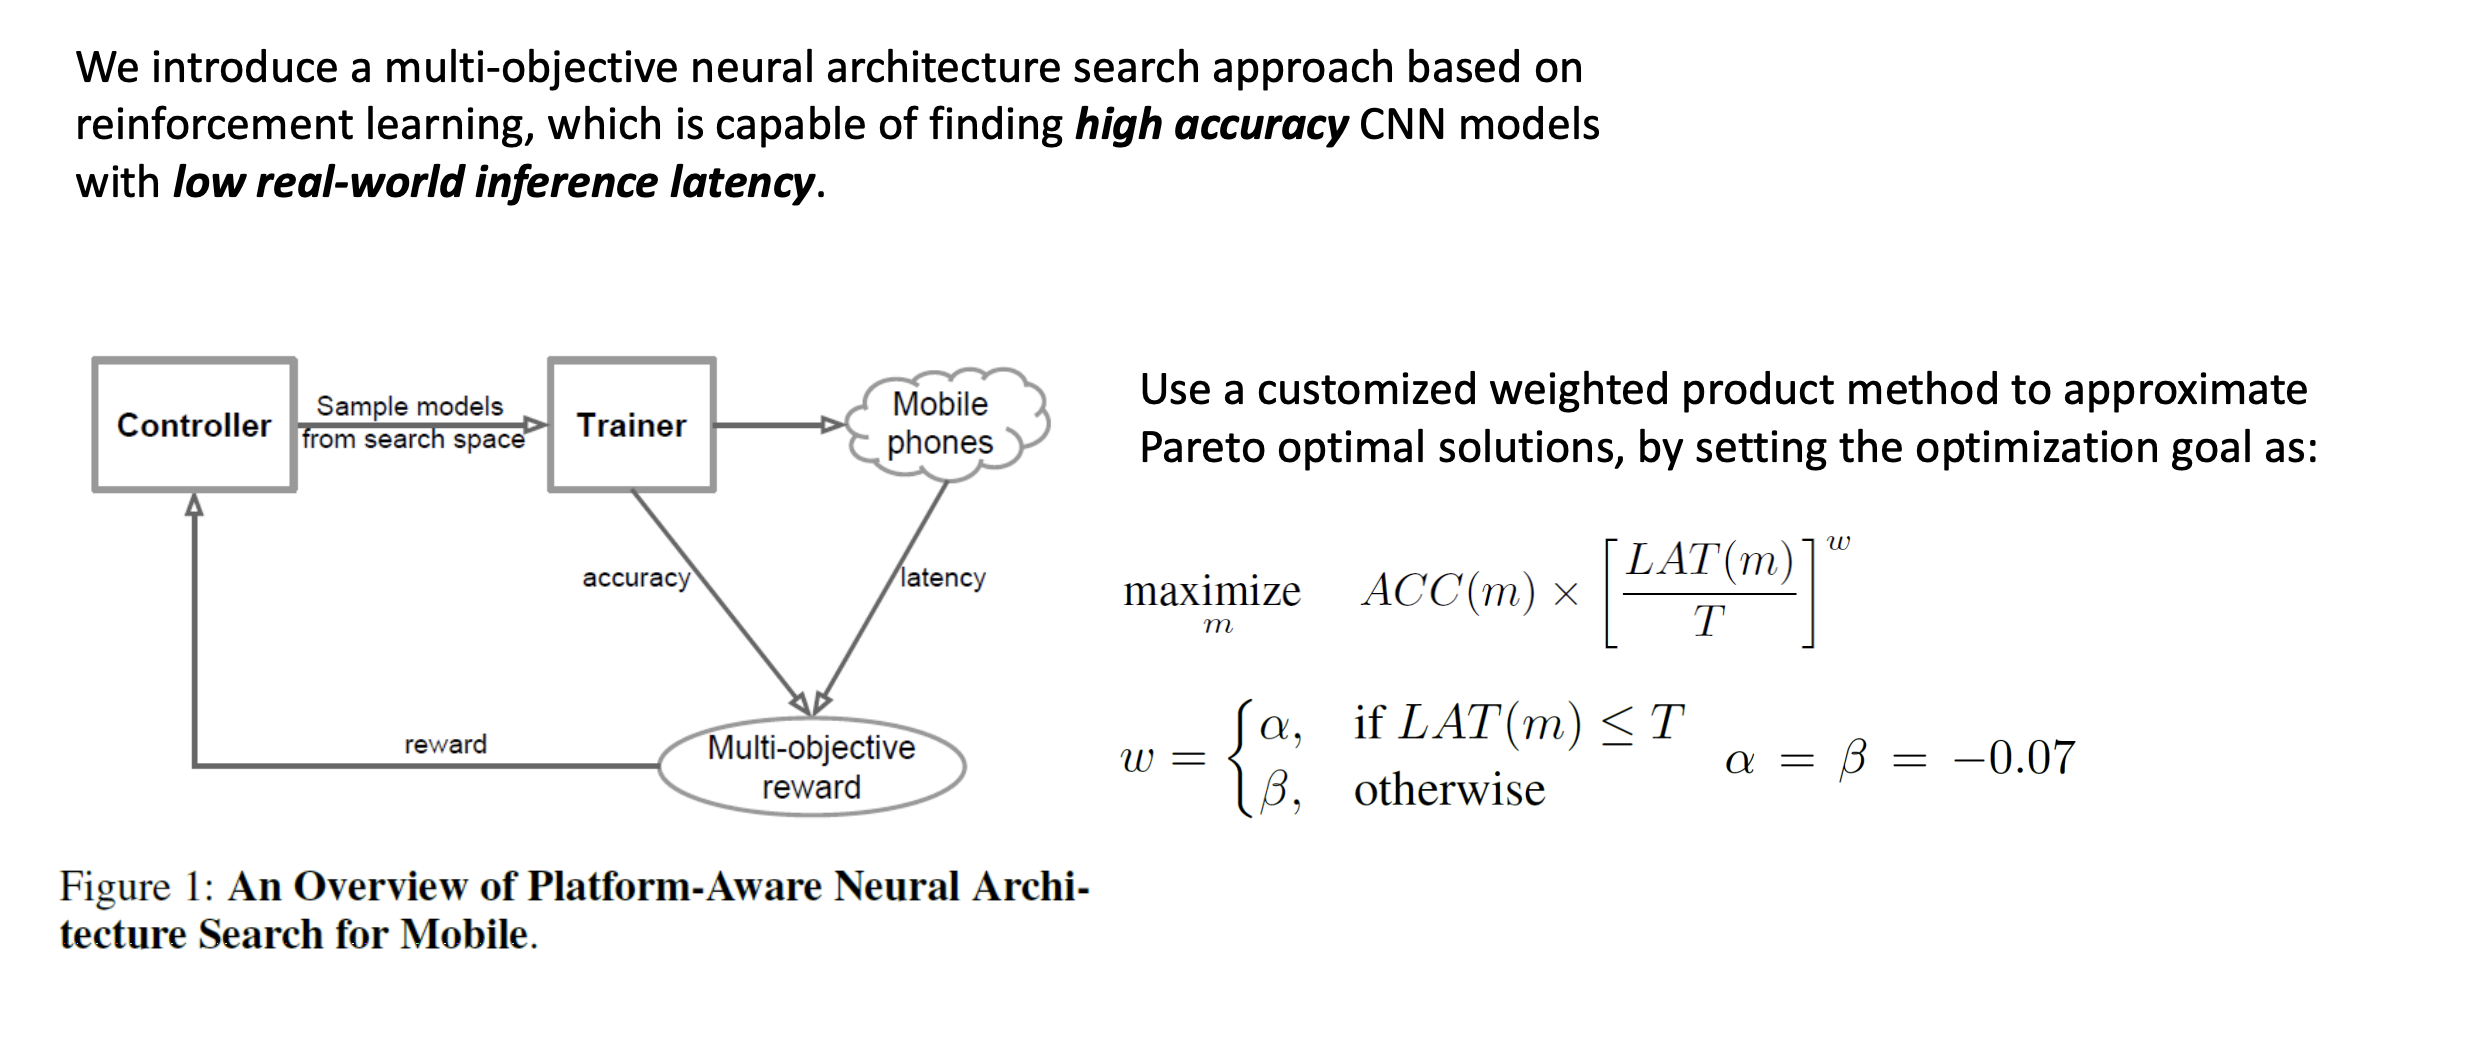 We introduce a multi-objective neural architecture search approach based on
reinforcement learning, which is capable of finding high accuracy CNN models
with low real-world inference latency.
Controller
Sample models
from search space
Trainer
Mobile
phones
accuracy
latency
reward
Multi-objective
reward
Figure 1: An Overview of Platform-Aware Neural Archi-
tecture Search for Mobile.
Use a customized weighted product method to approximate
Pareto optimal solutions, by setting the optimization goal as:
maximize_m ACC(m) × [LAT(m)/T]^w
w = { α, if LAT(m) ≤ T
β, otherwise
α = β = −0.07